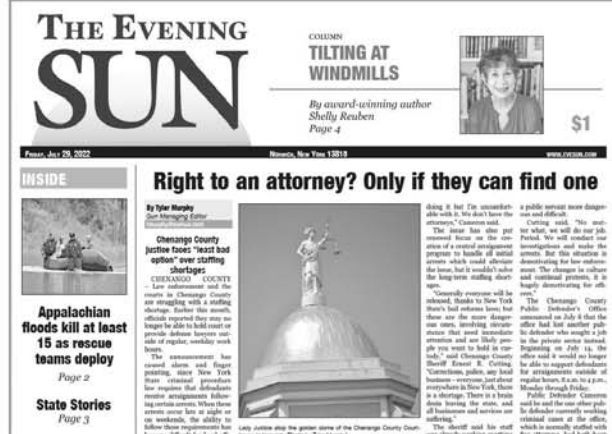 THE EVENING
SUN
COLUMN
TILTING AT
WINDMILLS
By award-winning author
Shelly Reuben
Page 4
$1
FRIDAY, JULY 29, 2022
NORWICH, NEW YORK 13815
WWW.EVESUN.COM
INSIDE
Appalachian
floods kill at least
15 as rescue
teams deploy
Page 2
State Stories
Page 3
Right to an attorney? Only if they can find one
By Tyler Murphy
Sun Managing Editor
Chenango County
justice faces "least bad
option" over staffing
shortages
CHENANGO COUNTY
– Law enforcement and the
courts in Chenango County
are struggling with a staffing
shortage. Earlier this month,
officials reported they may no
longer be able to hold court or
provide defense lawyers out-
side of regular, weekday work
hours.
The announcement has
caused alarm and finger
pointing, since New York
State criminal procedure
law requires that defendants
receive arraignments follow-
ing certain arrests. When these
arrests occur late at night or
on weekends, the ability to
follow those requirements has
Lady Justice atop the golden dome of the Chenango County Court-
doing it but I'm uncomfort-
able with it. We don't have the
attorneys," Cameron said.
The issue has also put
renewed focus on the cre-
ation of a central arraignment
program to handle all initial
arrests which could alleviate
the issue, but it wouldn't solve
the long-term staffing short-
ages.
"Generally everyone will be
released, thanks to New York
State's bail reforms laws; but
these are the more danger-
ous ones, involving circum-
stance that need immediate
attention and are likely peo-
ple you want to hold in cus-
tody," said Chenango County
Sheriff Ernest R. Cutting.
"Corrections, police, any local
business – everyone, just about
everywhere in New York, there
is a shortage. There is a brain
drain leaving the state, and
all businesses and services are
suffering."
The sheriff said his staff
a public servant more danger-
ous and difficult.
Cutting said. "No mat-
ter what, we will do our job.
Period. We will conduct our
investigations and make the
arrests. But this situation is
demotivating for law enforce-
ment. The changes in culture
and continual protests, it is
hugely demotivating for offi-
cers."
The Chenango County
Public Defender's Office
announced on July 8 that the
office had lost another pub-
lic defender who sought a job
in the private sector instead.
Beginning on July 14, the
office said it would no longer
be able to support defendants
for arraignments outside of
regular hours, 8 a.m. to 4 p.m.,
Monday through Friday.
Public Defender Cameron
said he and the one other pub-
lic defender currently working
criminal cases at the office,
which is normally staffed with